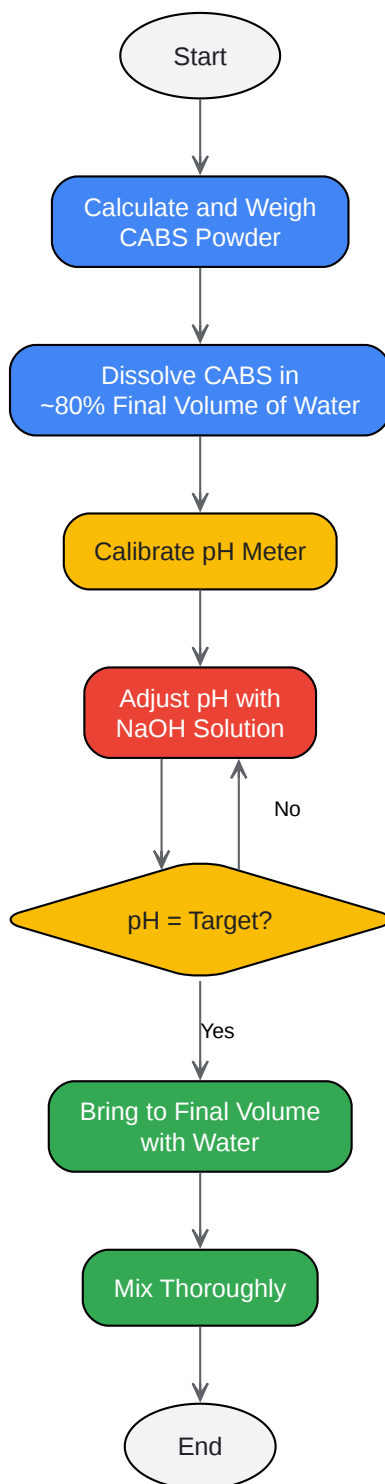 Start
Calculate and Weigh
CABS Powder
Dissolve CABS in
~80% Final Volume of Water
Calibrate pH Meter
Adjust pH with
NaOH Solution
No
pH = Target?
Yes
Bring to Final Volume
with Water
Mix Thoroughly
End